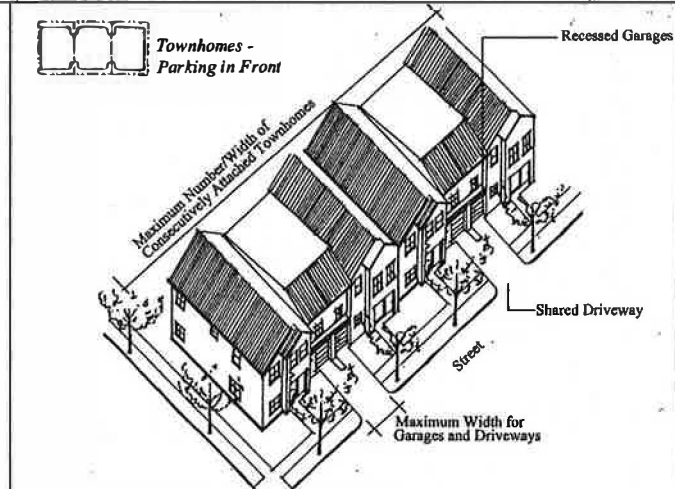 Townhomes -
Parking in Front
Recessed Garages
Maximum Number/Width of
Consecutively Attached Townhomes
Shared Driveway
Street
Maximum Width for
Garages and Driveways